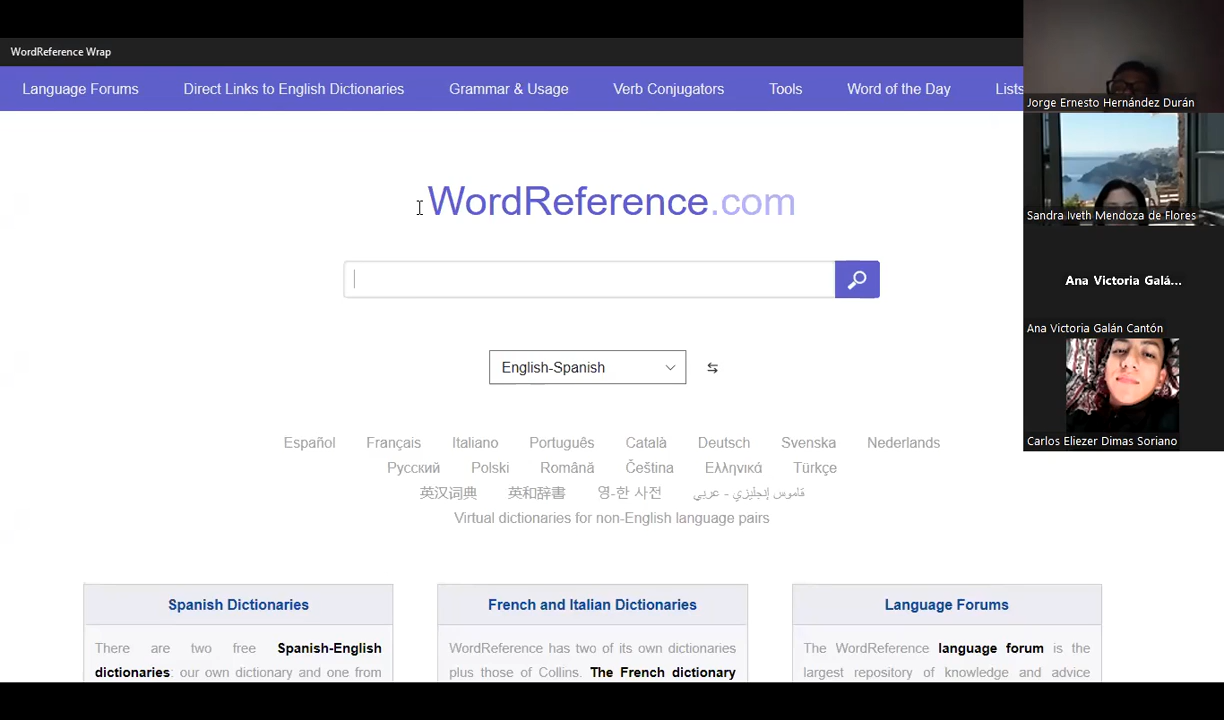 WordReference Wrap
Language Forums Direct Links to English Dictionaries Grammar & Usage Verb Conjugators Tools Word of the Day Lists
WordReference.com
English-Spanish
Español Français Italiano Português Català Deutsch Svenska Nederlands
Русский Polski Română Čeština Ελληνικά Türkçe
英汉词典 英和辞書 영-한 사전 قاموس إنجليزي - عربي
Virtual dictionaries for non-English language pairs
Spanish Dictionaries
There are two free Spanish-English
dictionaries: our own dictionary and one from
French and Italian Dictionaries
WordReference has two of its own dictionaries
plus those of Collins. The French dictionary
Language Forums
The WordReference language forum is the
largest repository of knowledge and advice
Jorge Ernesto Hernández Durán
Sandra Iveth Mendoza de Flores
Ana Victoria Galá...
Ana Victoria Galán Cantón
Carlos Eliezer Dimas Soriano